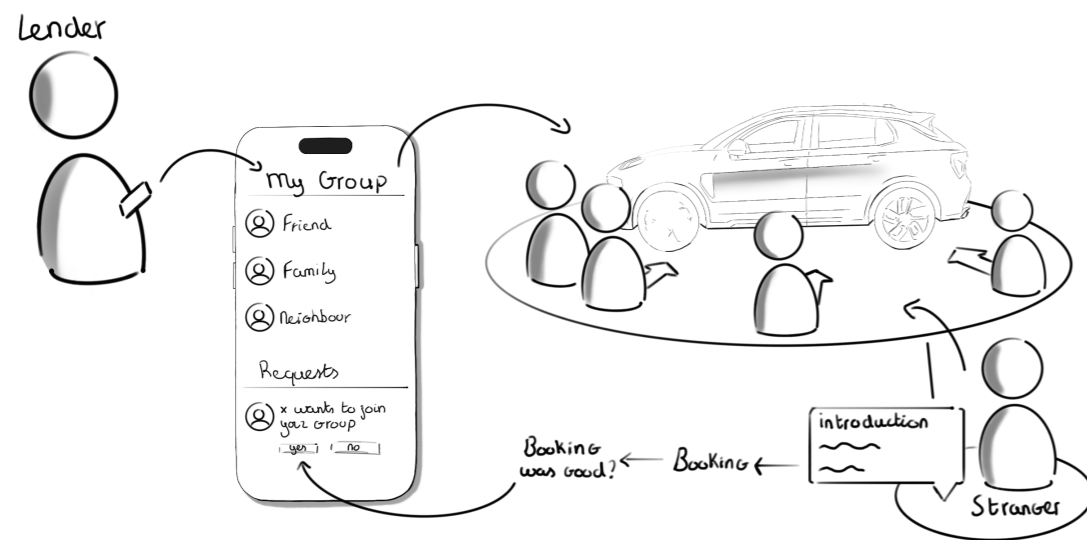 Lender
My Group
Friend
Family
Neighbour
Requests
x wants to join
your group
yes
no
introduction
Booking
was good?
Booking
Stranger